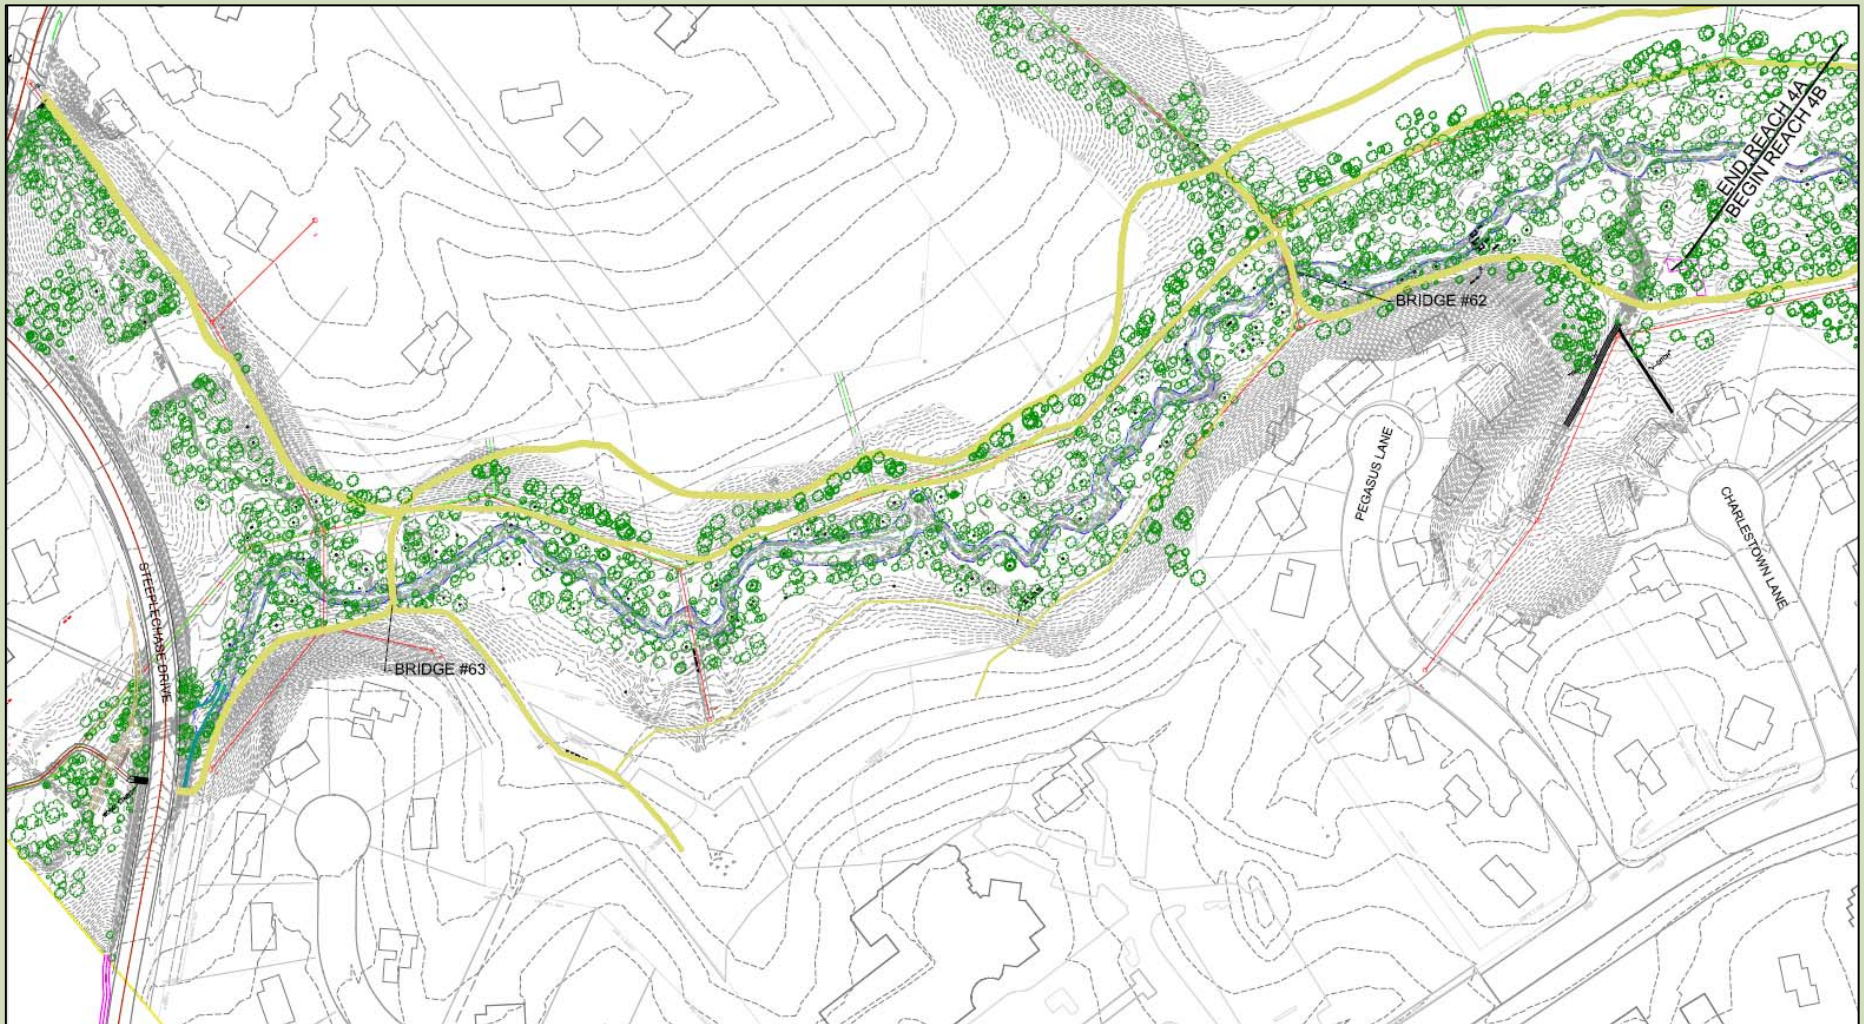 END REACH 4A
BEGIN REACH 4B
BRIDGE #62
PEGASUS LANE
CHARLESTOWN LANE
STEEPLECHASE DRIVE
BRIDGE #63